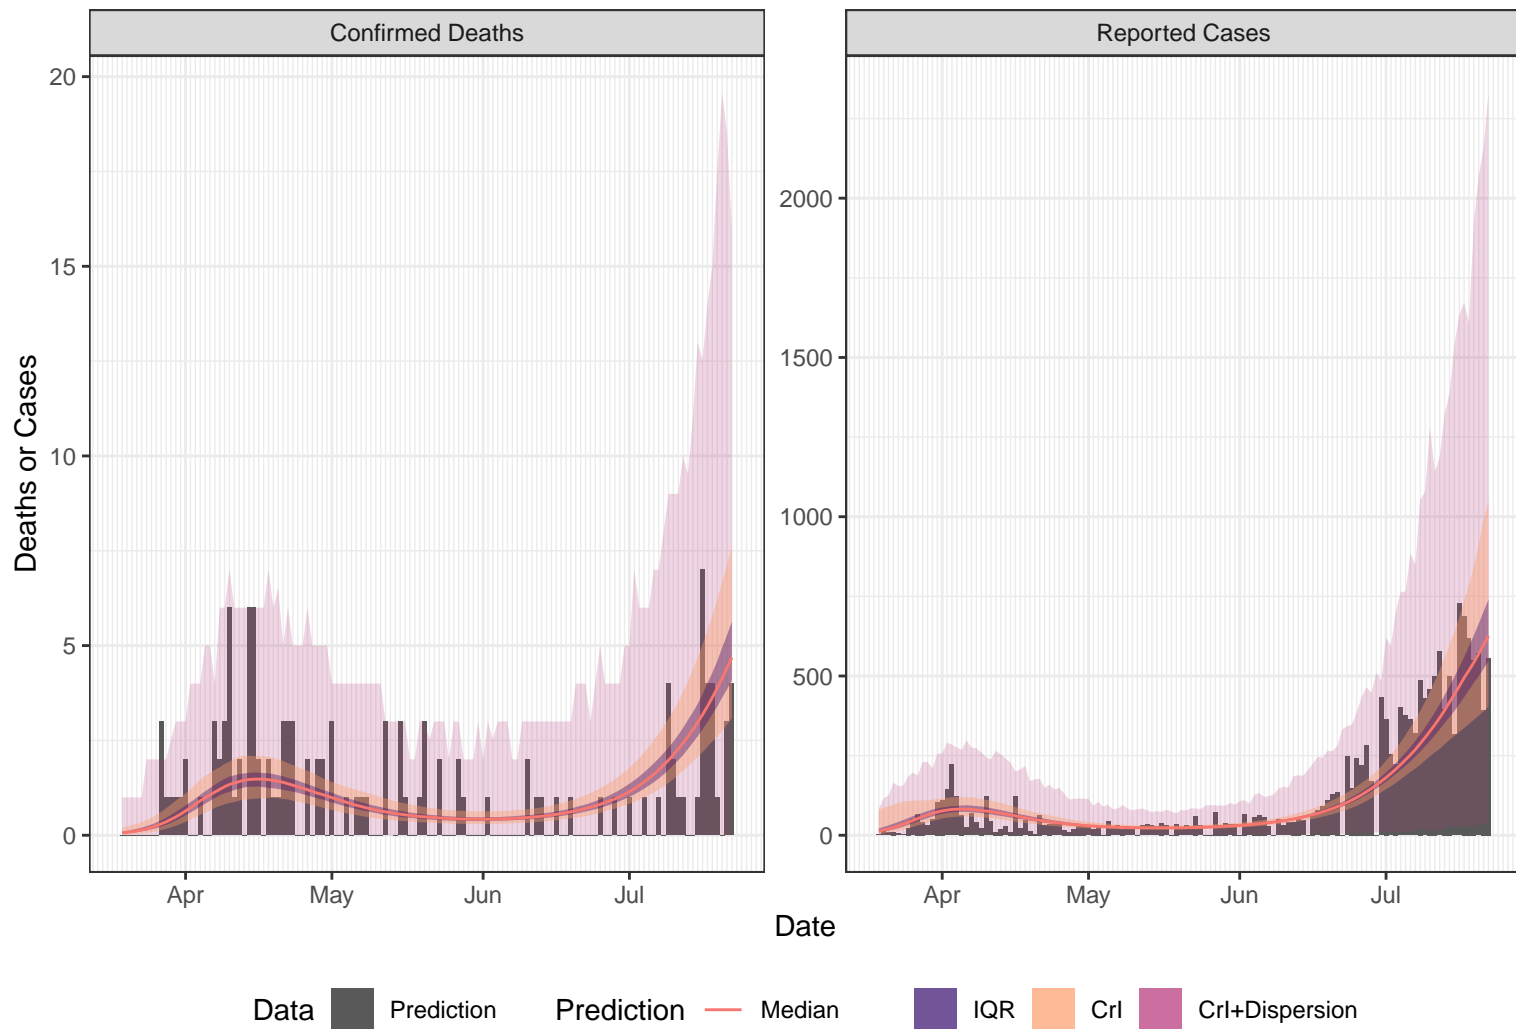 Confirmed Deaths
Reported Cases
Deaths or Cases
20
15
10
5
0
2000
1500
1000
500
0
Apr May Jun Jul
Apr May Jun Jul
Date
Data Prediction Prediction Median IQR CrI CrI+Dispersion